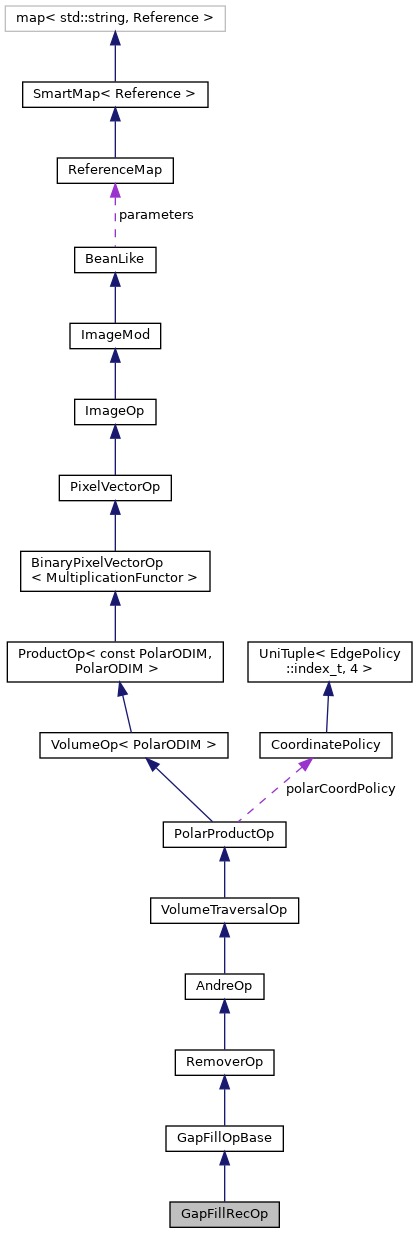 map< std::string, Reference >
SmartMap< Reference >
ReferenceMap
parameters
BeanLike
ImageMod
ImageOp
PixelVectorOp
BinaryPixelVectorOp
< MultiplicationFunctor >
ProductOp< const PolarODIM,
PolarODIM >
UniTuple< EdgePolicy
::index_t, 4 >
VolumeOp< PolarODIM >
CoordinatePolicy
polarCoordPolicy
PolarProductOp
VolumeTraversalOp
AndreOp
RemoverOp
GapFillOpBase
GapFillRecOp